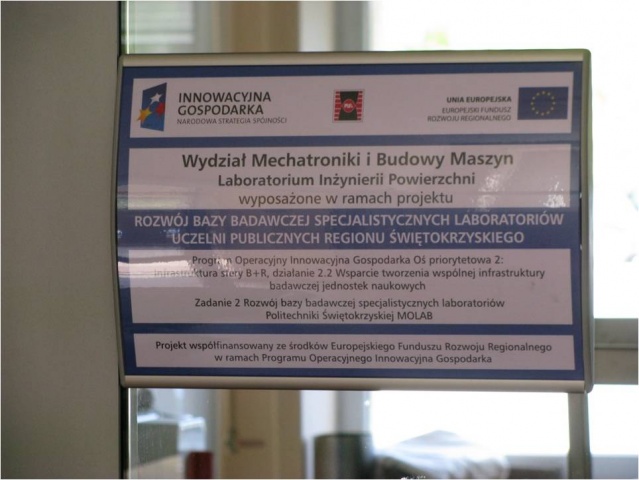 INNOWACYJNA
GOSPODARKA
NARODOWA STRATEGIA SPÓJNOŚCI
UNIA EUROPEJSKA
EUROPEJSKI FUNDUSZ
ROZWOJU REGIONALNEGO
Wydział Mechatroniki i Budowy Maszyn
Laboratorium Inżynierii Powierzchni
wyposażone w ramach projektu
ROZWÓJ BAZY BADAWCZEJ SPECJALISTYCZNYCH LABORATORIÓW
UCZELNI PUBLICZNYCH REGIONU ŚWIĘTOKRZYSKIEGO
Program Operacyjny Innowacyjna Gospodarka Oś priorytetowa 2:
Infrastruktura sfery B+R, działanie 2.2 Wsparcie tworzenia wspólnej infrastruktury
badawczej jednostek naukowych
Zadanie 2 Rozwój bazy badawczej specjalistycznych laboratoriów
Politechniki Świętokrzyskiej MOLAB
Projekt współfinansowany ze środków Europejskiego Funduszu Rozwoju Regionalnego
w ramach Programu Operacyjnego Innowacyjna Gospodarka